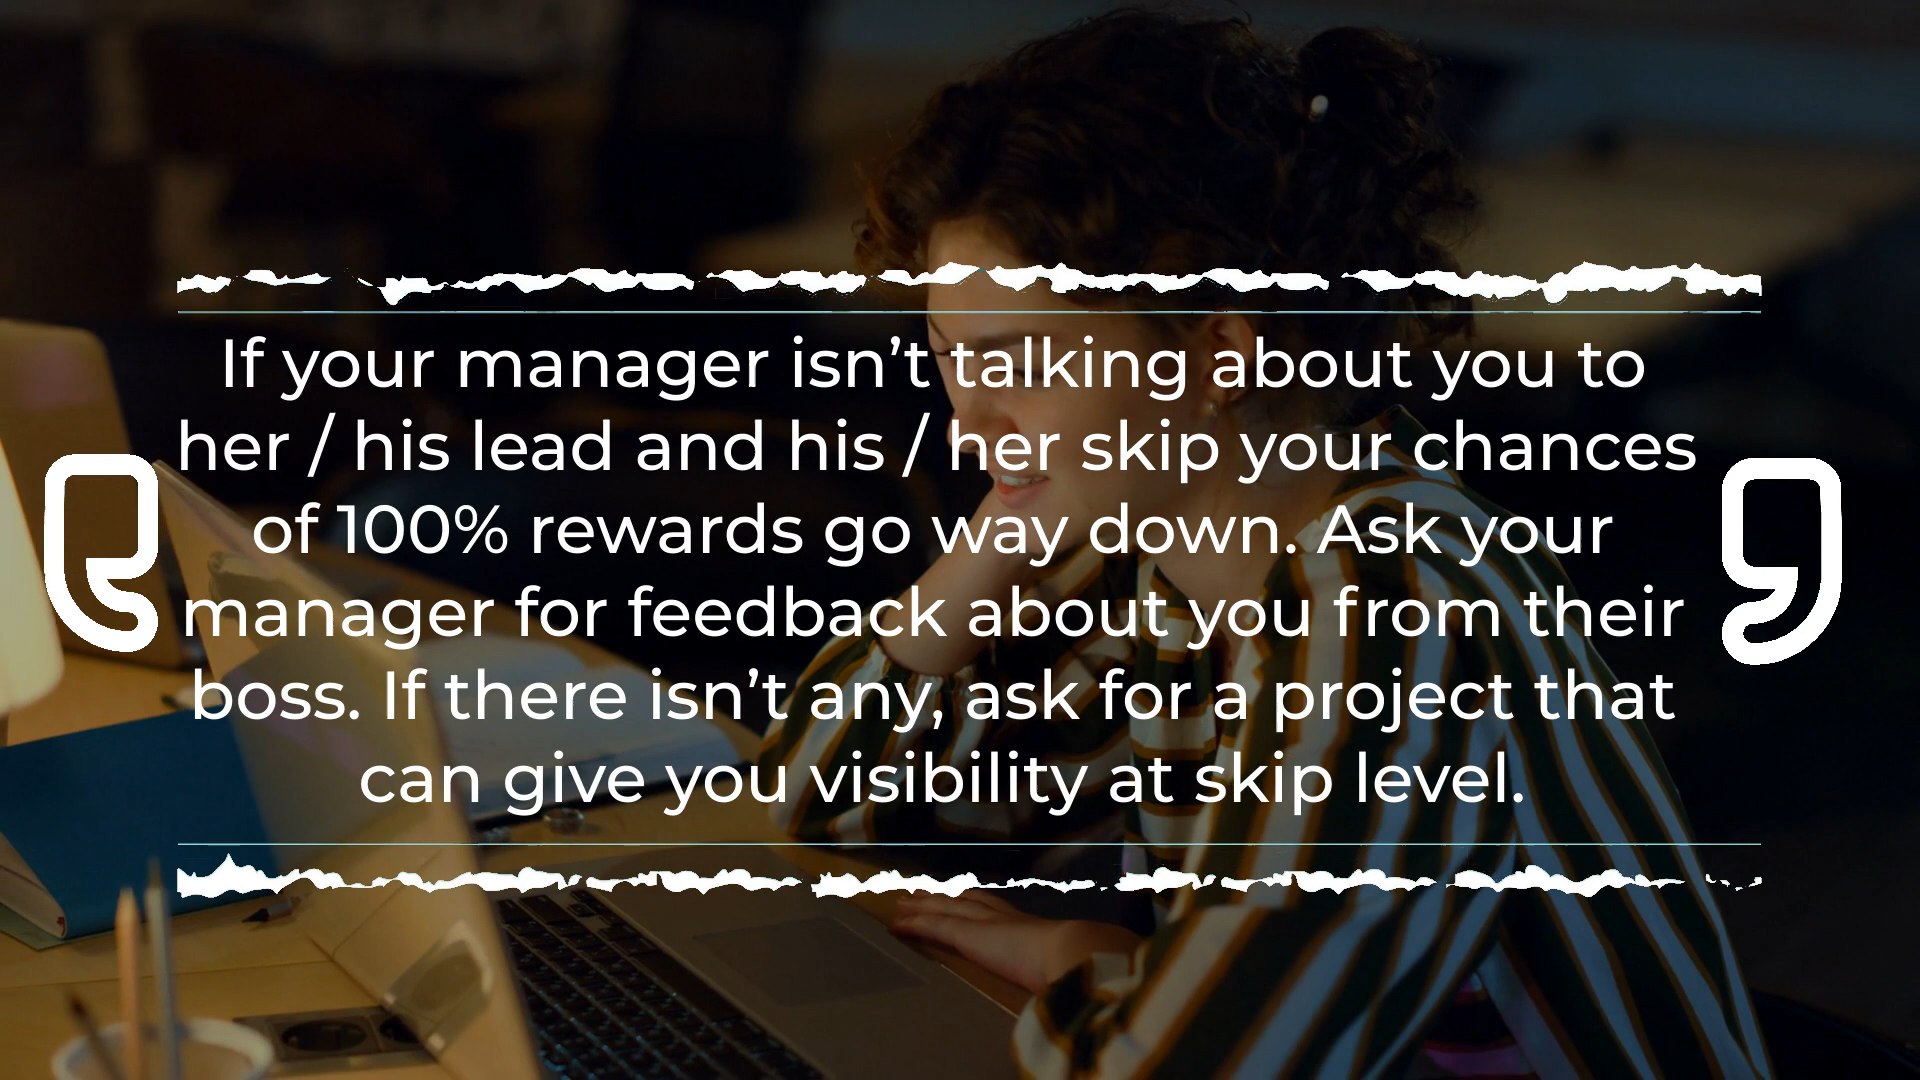 If your manager isn’t talking about you to
her / his lead and his / her skip your chances
of 100% rewards go way down. Ask your
manager for feedback about you from their
boss. If there isn’t any, ask for a project that
can give you visibility at skip level.